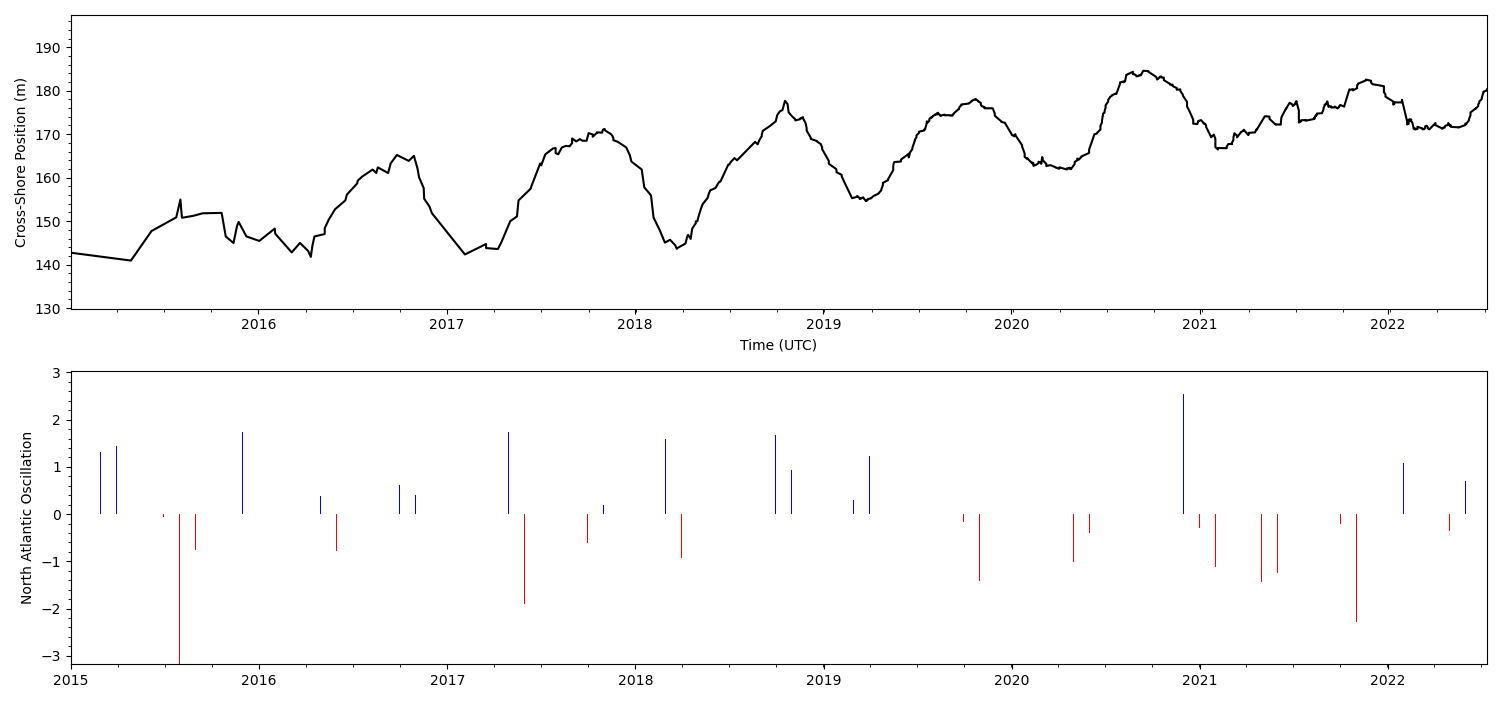 190
180
170
160
150
140
130
Cross-Shore Position (m)
2016 2017 2018 2019 2020 2021 2022
Time (UTC)
3
2
1
0
−1
−2
−3
North Atlantic Oscillation
2015 2016 2017 2018 2019 2020 2021 2022